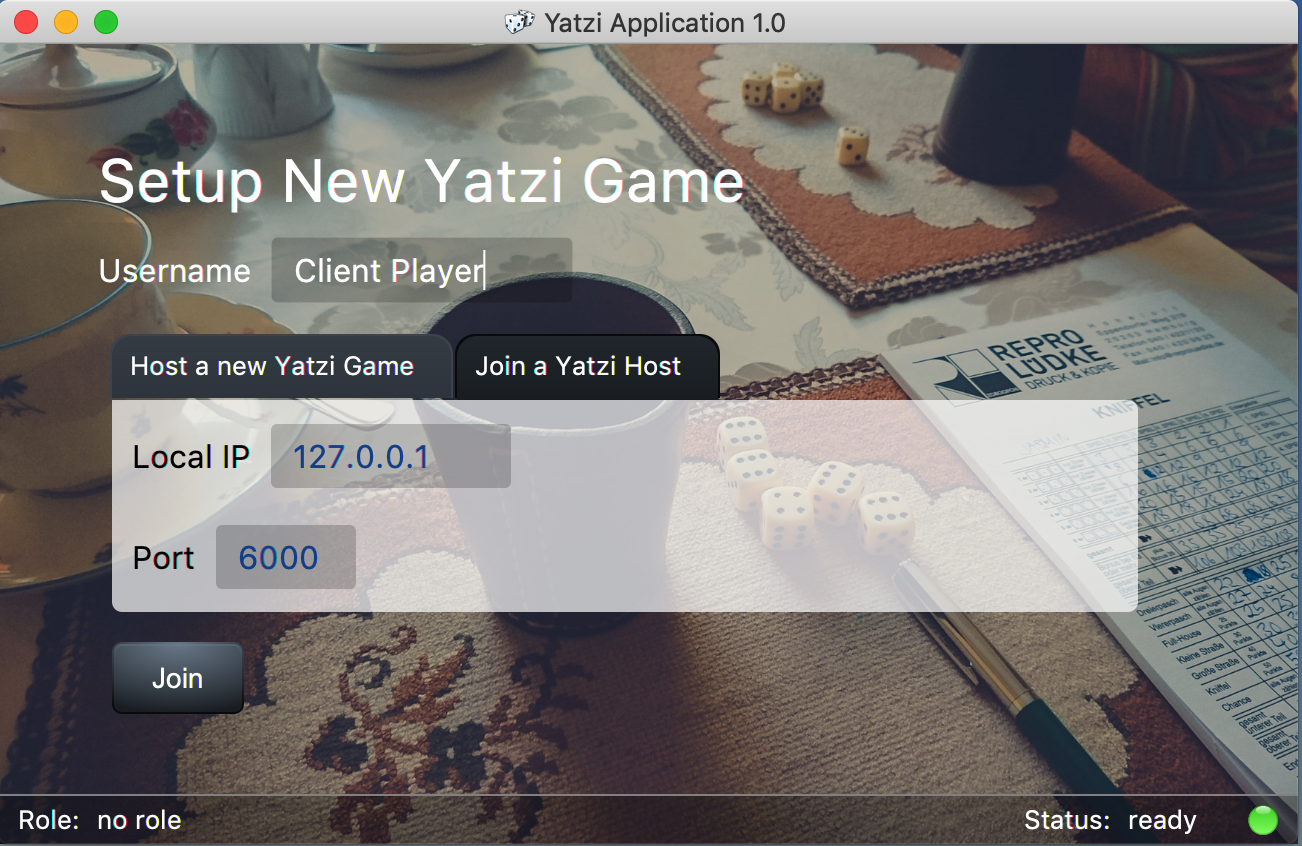 Yatzi Application 1.0
Setup New Yatzi Game
Username Client Player
Host a new Yatzi Game Join a Yatzi Host
Local IP 127.0.0.1
Port 6000
Join
Role: no role
Status: ready
REPRO
LÜDKE
DRUCK & KOPIE
KNIFFEL
Full-House
Kleine Straße
Große Straße
Kniffel
Chance
gesamt
unterer Teil
gesamt
oberer Teil